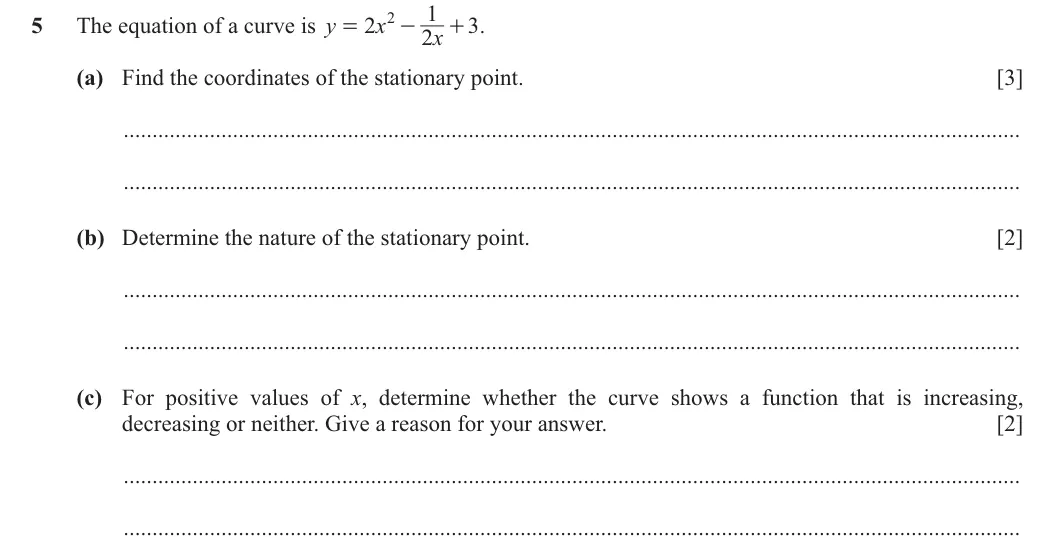 5 The equation of a curve is y = 2x² − 1/(2x) + 3.
(a) Find the coordinates of the stationary point. [3]
................................................................................
................................................................................
(b) Determine the nature of the stationary point. [2]
................................................................................
................................................................................
(c) For positive values of x, determine whether the curve shows a function that is increasing,
decreasing or neither. Give a reason for your answer. [2]
................................................................................
................................................................................